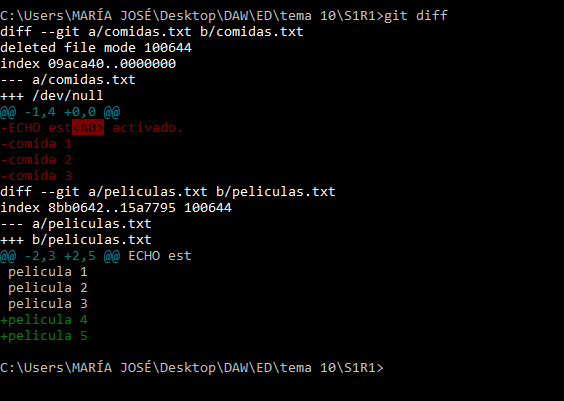 C:\Users\MARÍA JOSÉ\Desktop\DAW\ED\tema 10\S1R1>git diff
diff --git a/comidas.txt b/comidas.txt
deleted file mode 100644
index 09aca40..0000000
--- a/comidas.txt
+++ /dev/null
@@ -1,4 +0,0 @@
-ECHO est<A0> activado.
-comida 1
-comida 2
-comida 3
diff --git a/peliculas.txt b/peliculas.txt
index 8bb0642..15a7795 100644
--- a/peliculas.txt
+++ b/peliculas.txt
@@ -2,3 +2,5 @@ ECHO est
 pelicula 1
 pelicula 2
 pelicula 3
+pelicula 4
+pelicula 5
C:\Users\MARÍA JOSÉ\Desktop\DAW\ED\tema 10\S1R1>